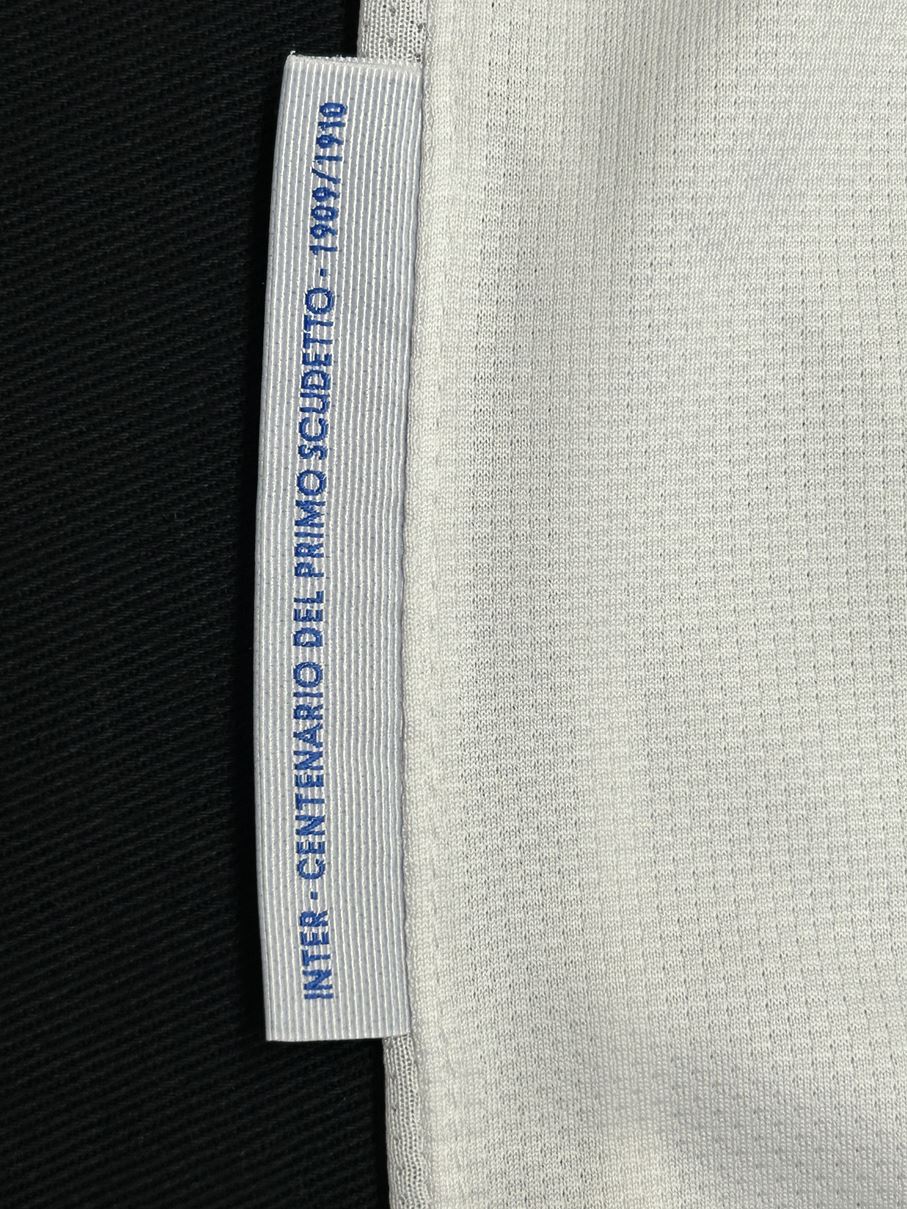 INTER · CENTENARIO DEL PRIMO SCUDETTO · 1909/1910